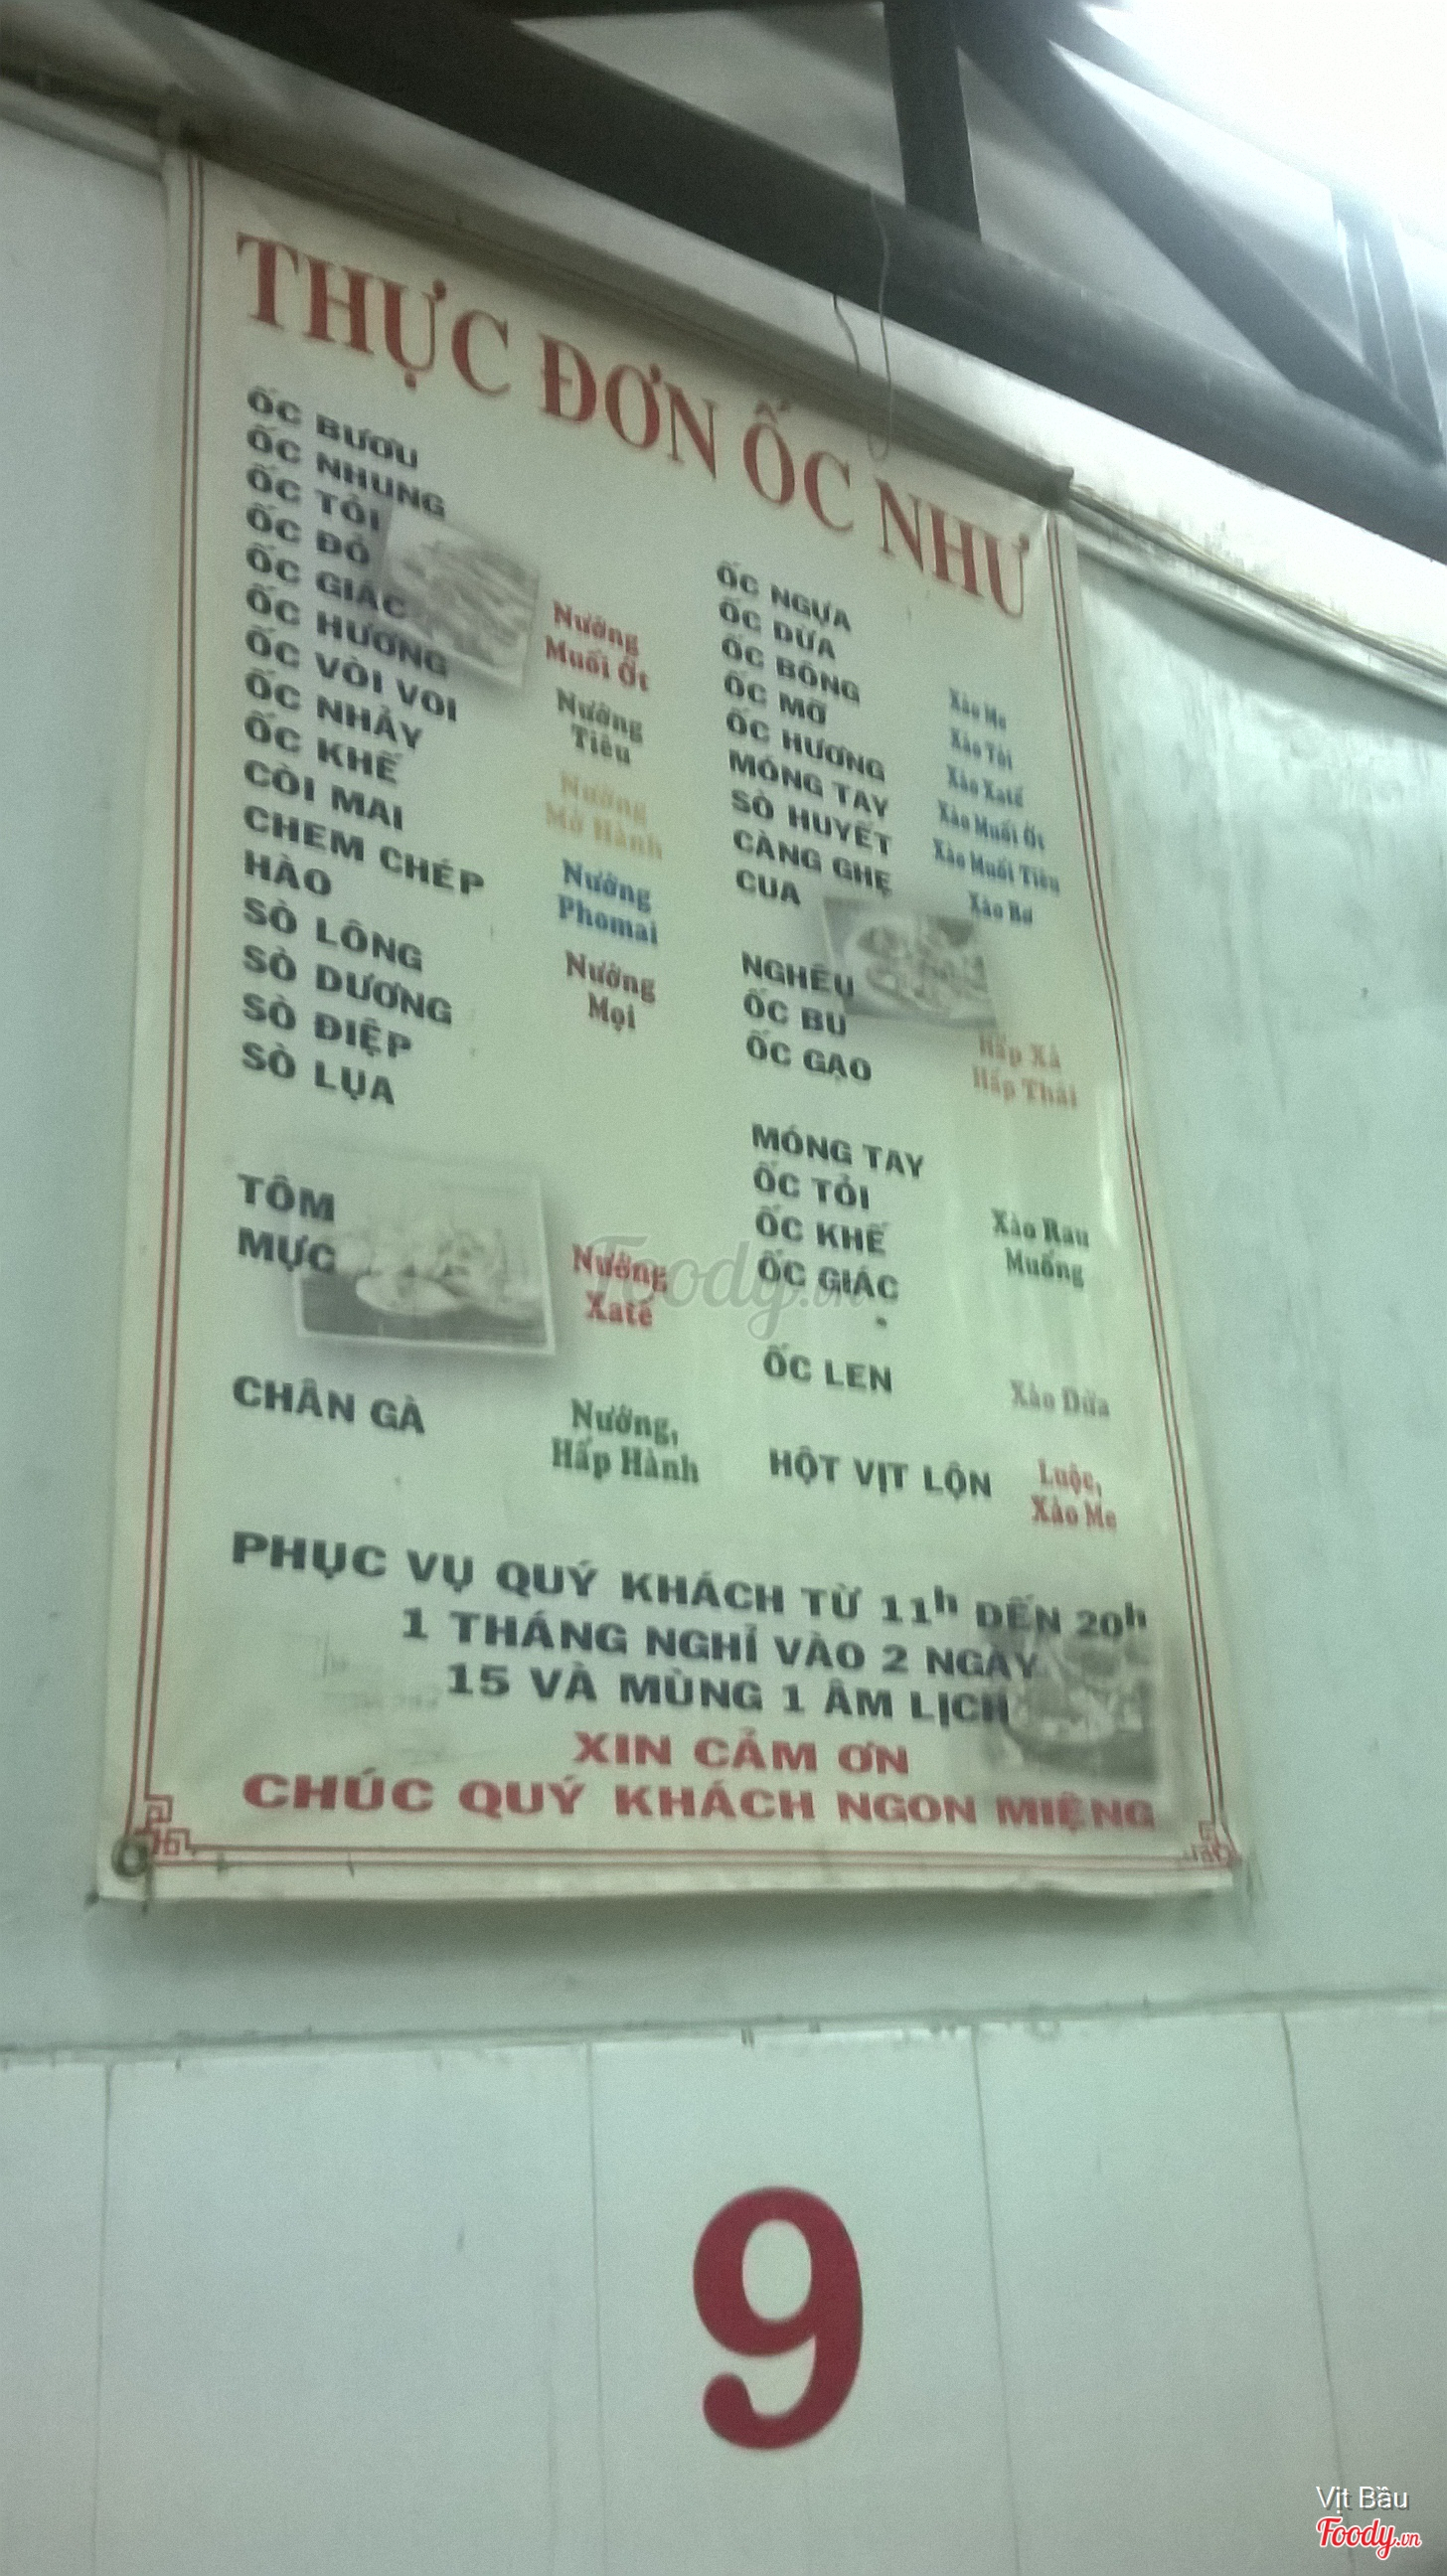 THỰC ĐƠN ỐC NHƯ
ỐC BƯƠU
ỐC NHUNG
ỐC TỎI
ỐC ĐỎ
ỐC GIÁC
ỐC HƯƠNG
ỐC VÒI VOI
ỐC NHẢY
ỐC KHẾ
CÒI MAI
CHEM CHÉP
HÀO
SÒ LÔNG
SÒ DƯƠNG
SÒ ĐIỆP
SÒ LỤA
Nướng
Muối Ớt
Nướng
Tiêu
Nướng
Mỡ Hành
Nướng
Phomai
Nướng
Mọi
TÔM
MỰC
Nướng
Xatế
CHÂN GÀ
Nướng,
Hấp Hành
ỐC NGỰA
ỐC DỪA
ỐC BÔNG
ỐC MỠ
ỐC HƯƠNG
MÓNG TAY
SÒ HUYẾT
CÀNG GHẸ
CUA
Xào Me
Xào Tỏi
Xào Xatế
Xào Muối Ớt
Xào Muối Tiêu
Xào Bơ
NGHÊU
ỐC BU
ỐC GẠO
Hấp Xả
Hấp Thái
MÓNG TAY
ỐC TỎI
ỐC KHẾ
ỐC GIÁC
Xào Rau
Muống
ỐC LEN
Xào Dừa
HỘT VỊT LỘN
Luộc,
Xào Me
PHỤC VỤ QUÝ KHÁCH TỪ 11h ĐẾN 20h
1 THÁNG NGHỈ VÀO 2 NGÀY
15 VÀ MÙNG 1 ÂM LỊCH
XIN CẢM ƠN
CHÚC QUÝ KHÁCH NGON MIỆNG
Foody.vn
9
Vịt Bầu
Foody.vn